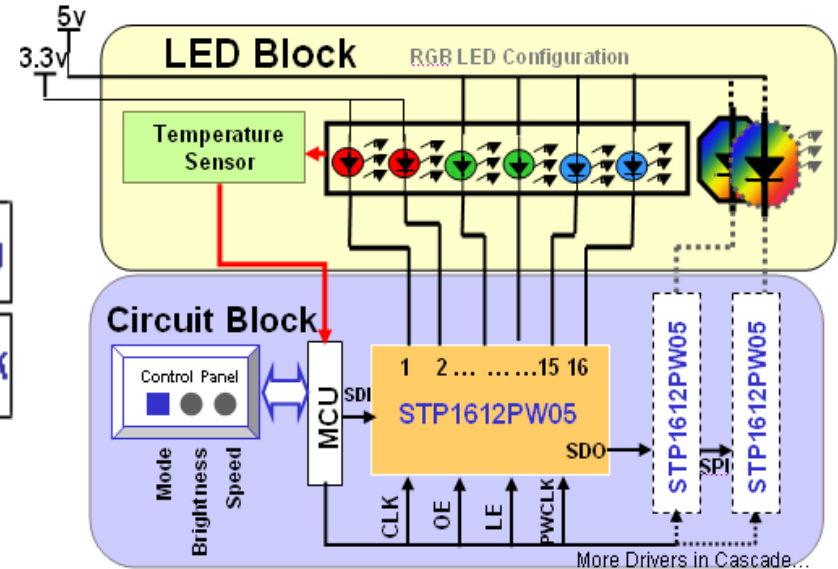 5v
3.3v
LED Block
RGB LED Configuration
Temperature
Sensor
Circuit Block
Control Panel
Mode
Brightness
Speed
MCU
SDI
1 2... ... ...15 16
STP1612PW05
SDO
CLK
OE
LE
PWCLK
STP1612PW05
SPI
STP1612PW05
More Drivers in Cascade...